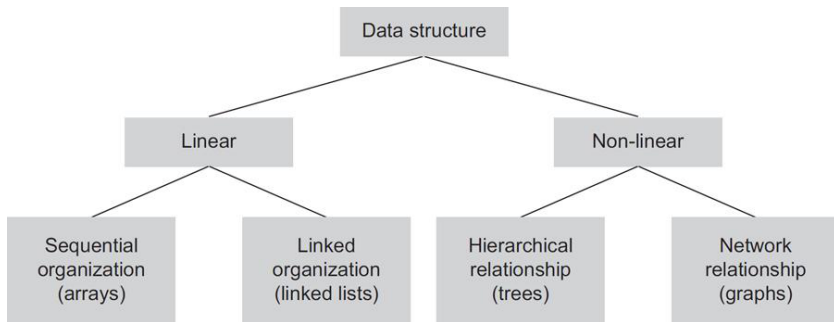 Data structure
Linear
Non-linear
Sequential
organization
(arrays)
Linked
organization
(linked lists)
Hierarchical
relationship
(trees)
Network
relationship
(graphs)